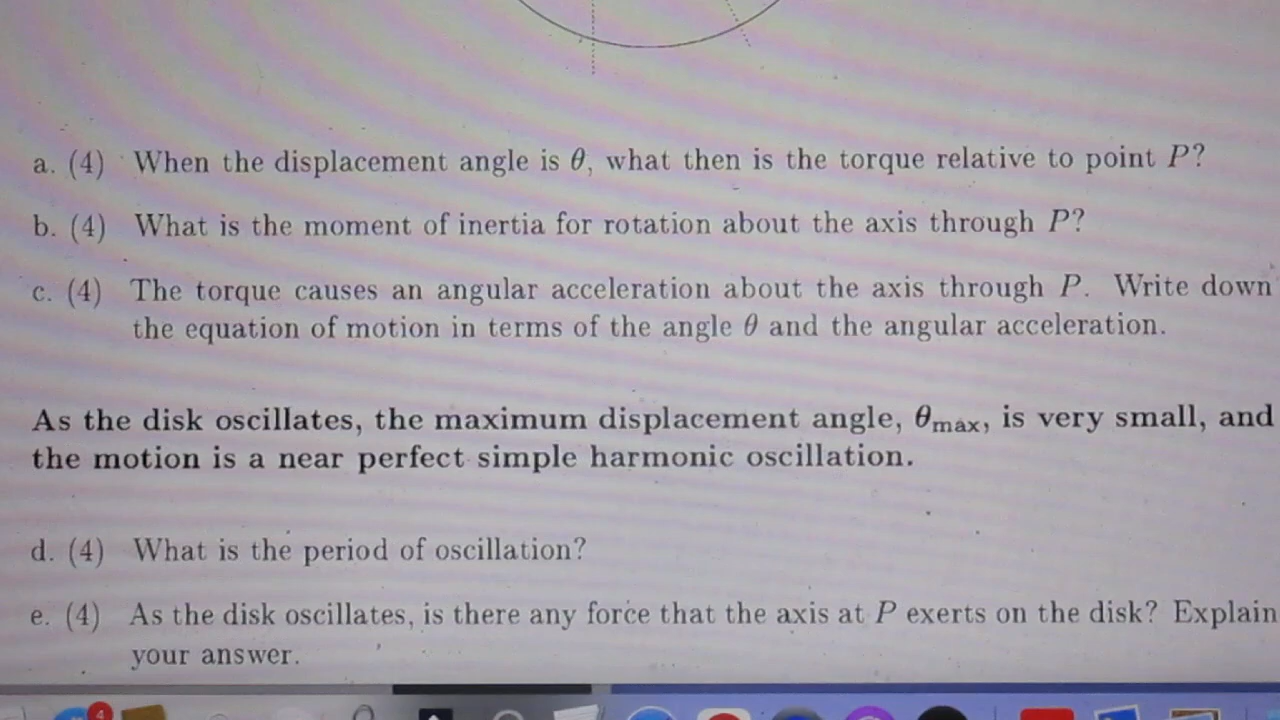 a. (4) When the displacement angle is θ, what then is the torque relative to point P?
b. (4) What is the moment of inertia for rotation about the axis through P?
c. (4) The torque causes an angular acceleration about the axis through P. Write down
the equation of motion in terms of the angle θ and the angular acceleration.
As the disk oscillates, the maximum displacement angle, θmax, is very small, and
the motion is a near perfect simple harmonic oscillation.
d. (4) What is the period of oscillation?
e. (4) As the disk oscillates, is there any force that the axis at P exerts on the disk? Explain
your answer.
4